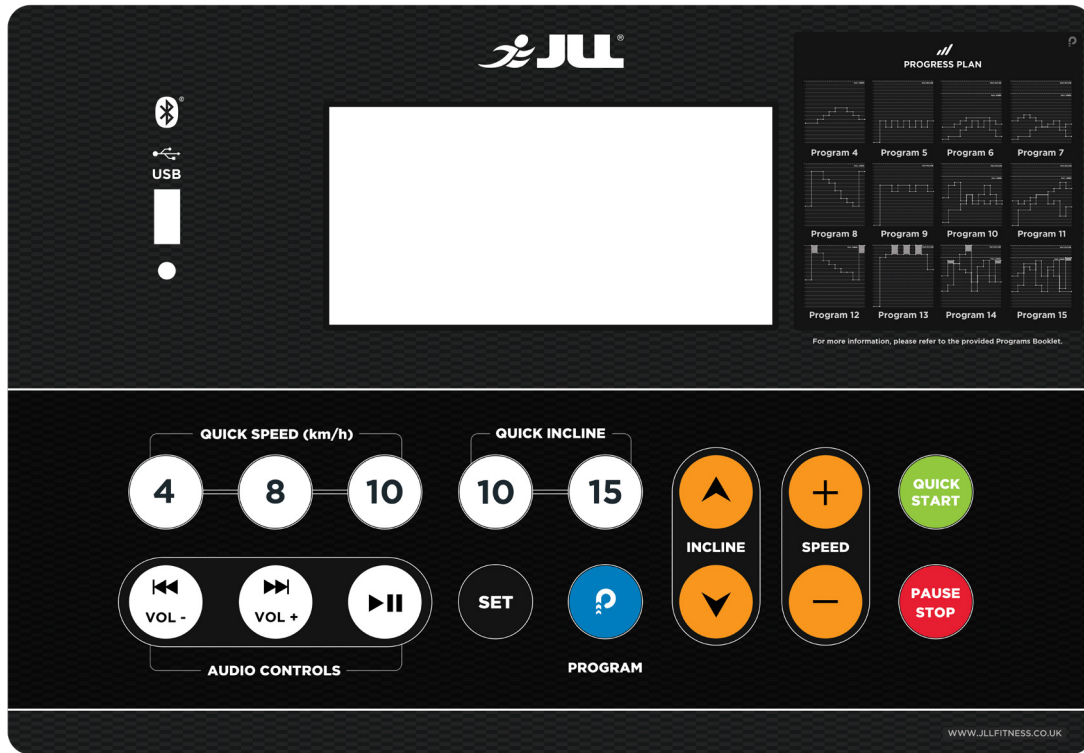 JLL®
PROGRESS PLAN
USB
Program 4 Program 5 Program 6 Program 7
Program 8 Program 9 Program 10 Program 11
Program 12 Program 13 Program 14 Program 15
For more information, please refer to the provided Programs Booklet.
QUICK SPEED (km/h)
4 8 10
QUICK INCLINE
10 15
INCLINE
SPEED
+
−
QUICK
START
VOL -
VOL +
AUDIO CONTROLS
SET
PROGRAM
PAUSE
STOP
WWW.JLLFITNESS.CO.UK